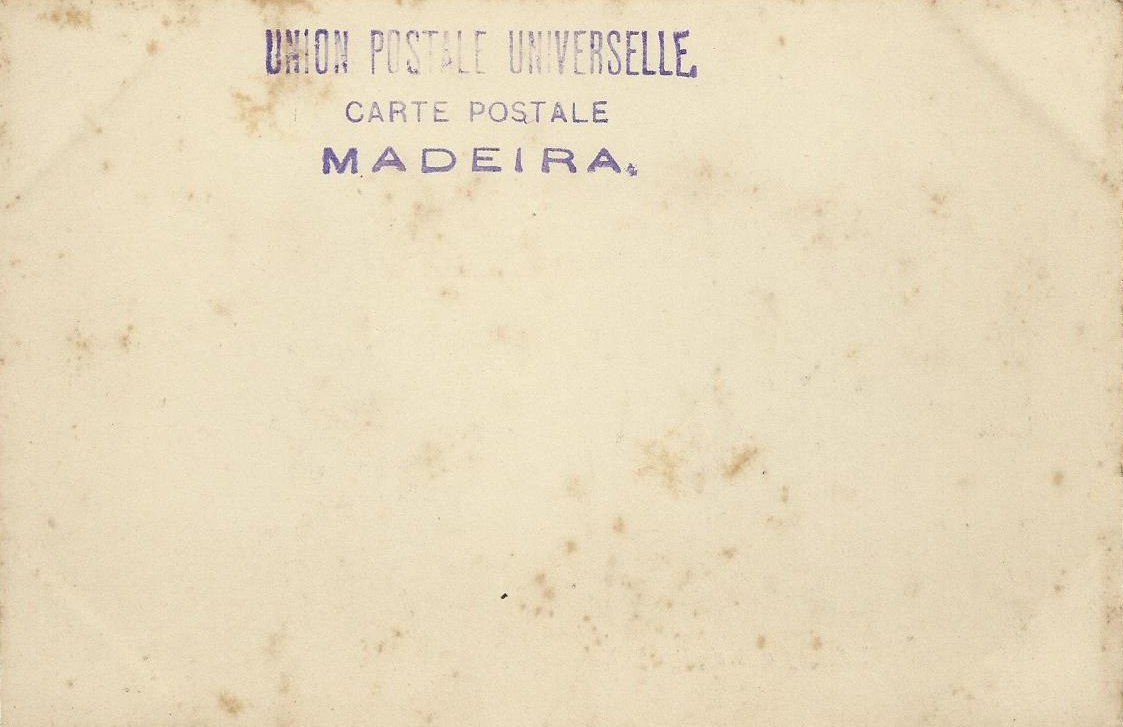 UNION POSTALE UNIVERSELLE.
CARTE POSTALE
MADEIRA.